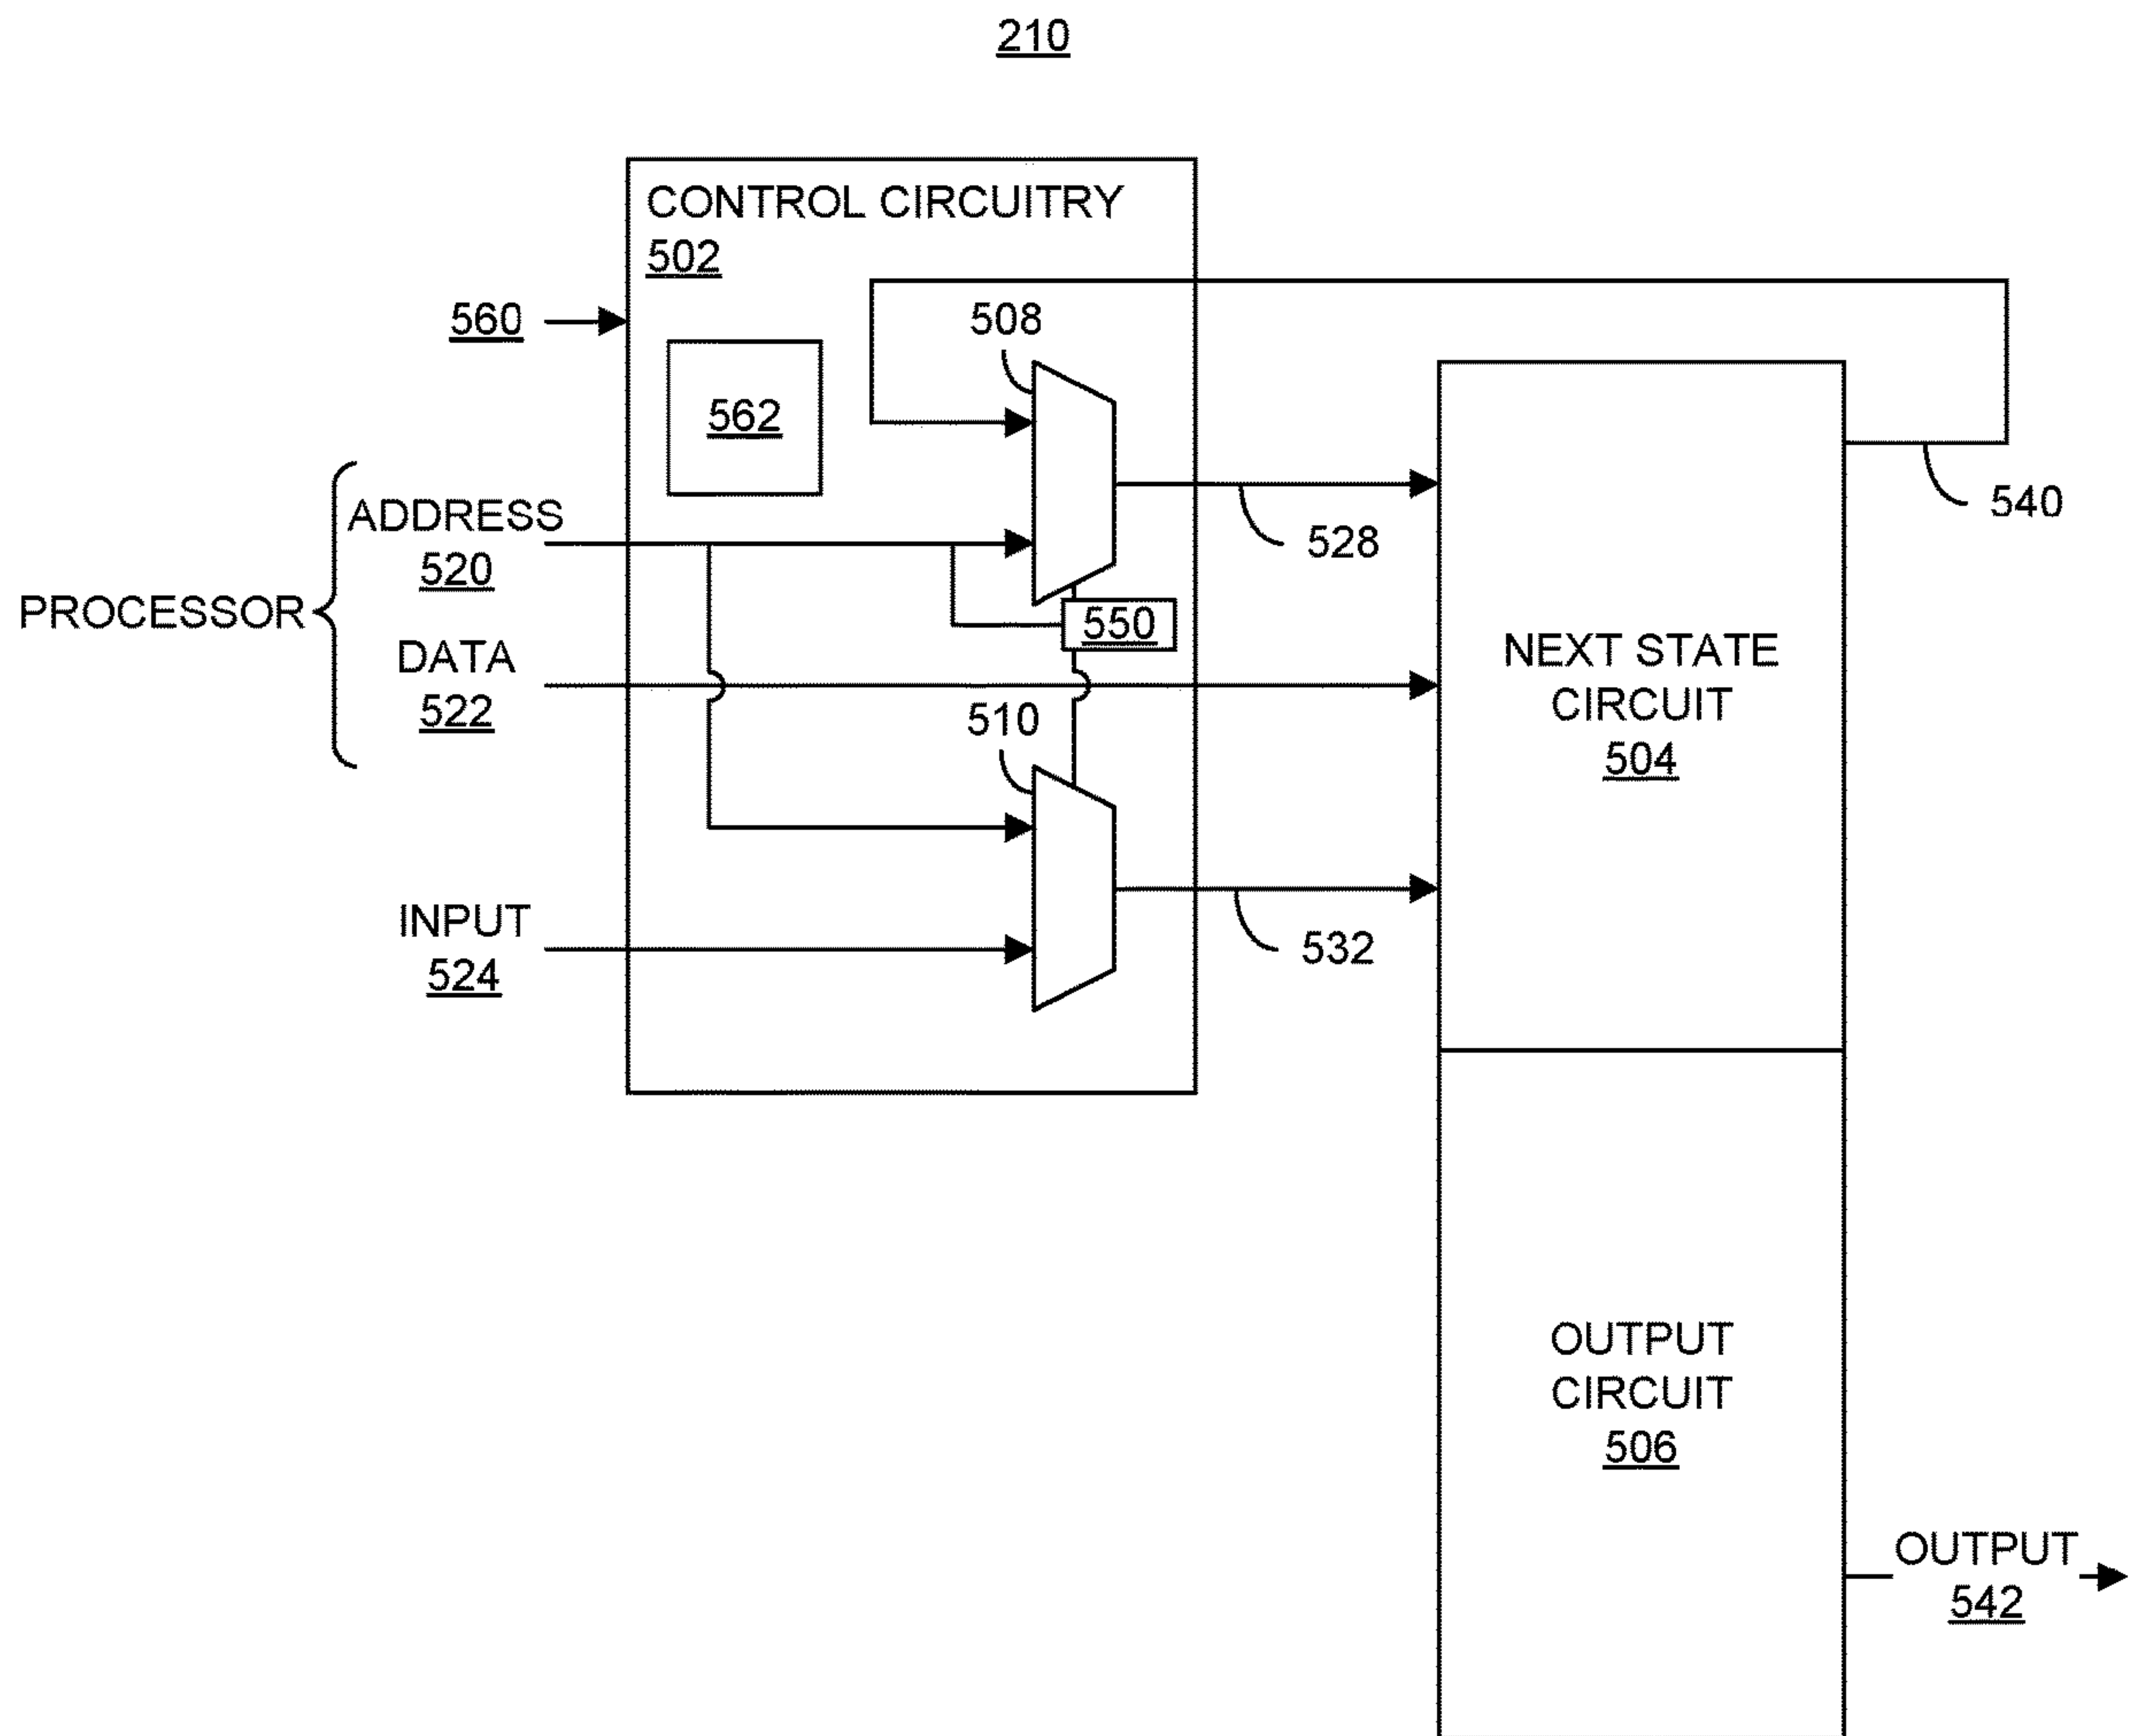 210
CONTROL CIRCUITRY
502
560
508
562
540
ADDRESS
520
528
PROCESSOR
550
DATA
522
510
NEXT STATE
CIRCUIT
504
INPUT
524
532
OUTPUT
CIRCUIT
506
OUTPUT
542